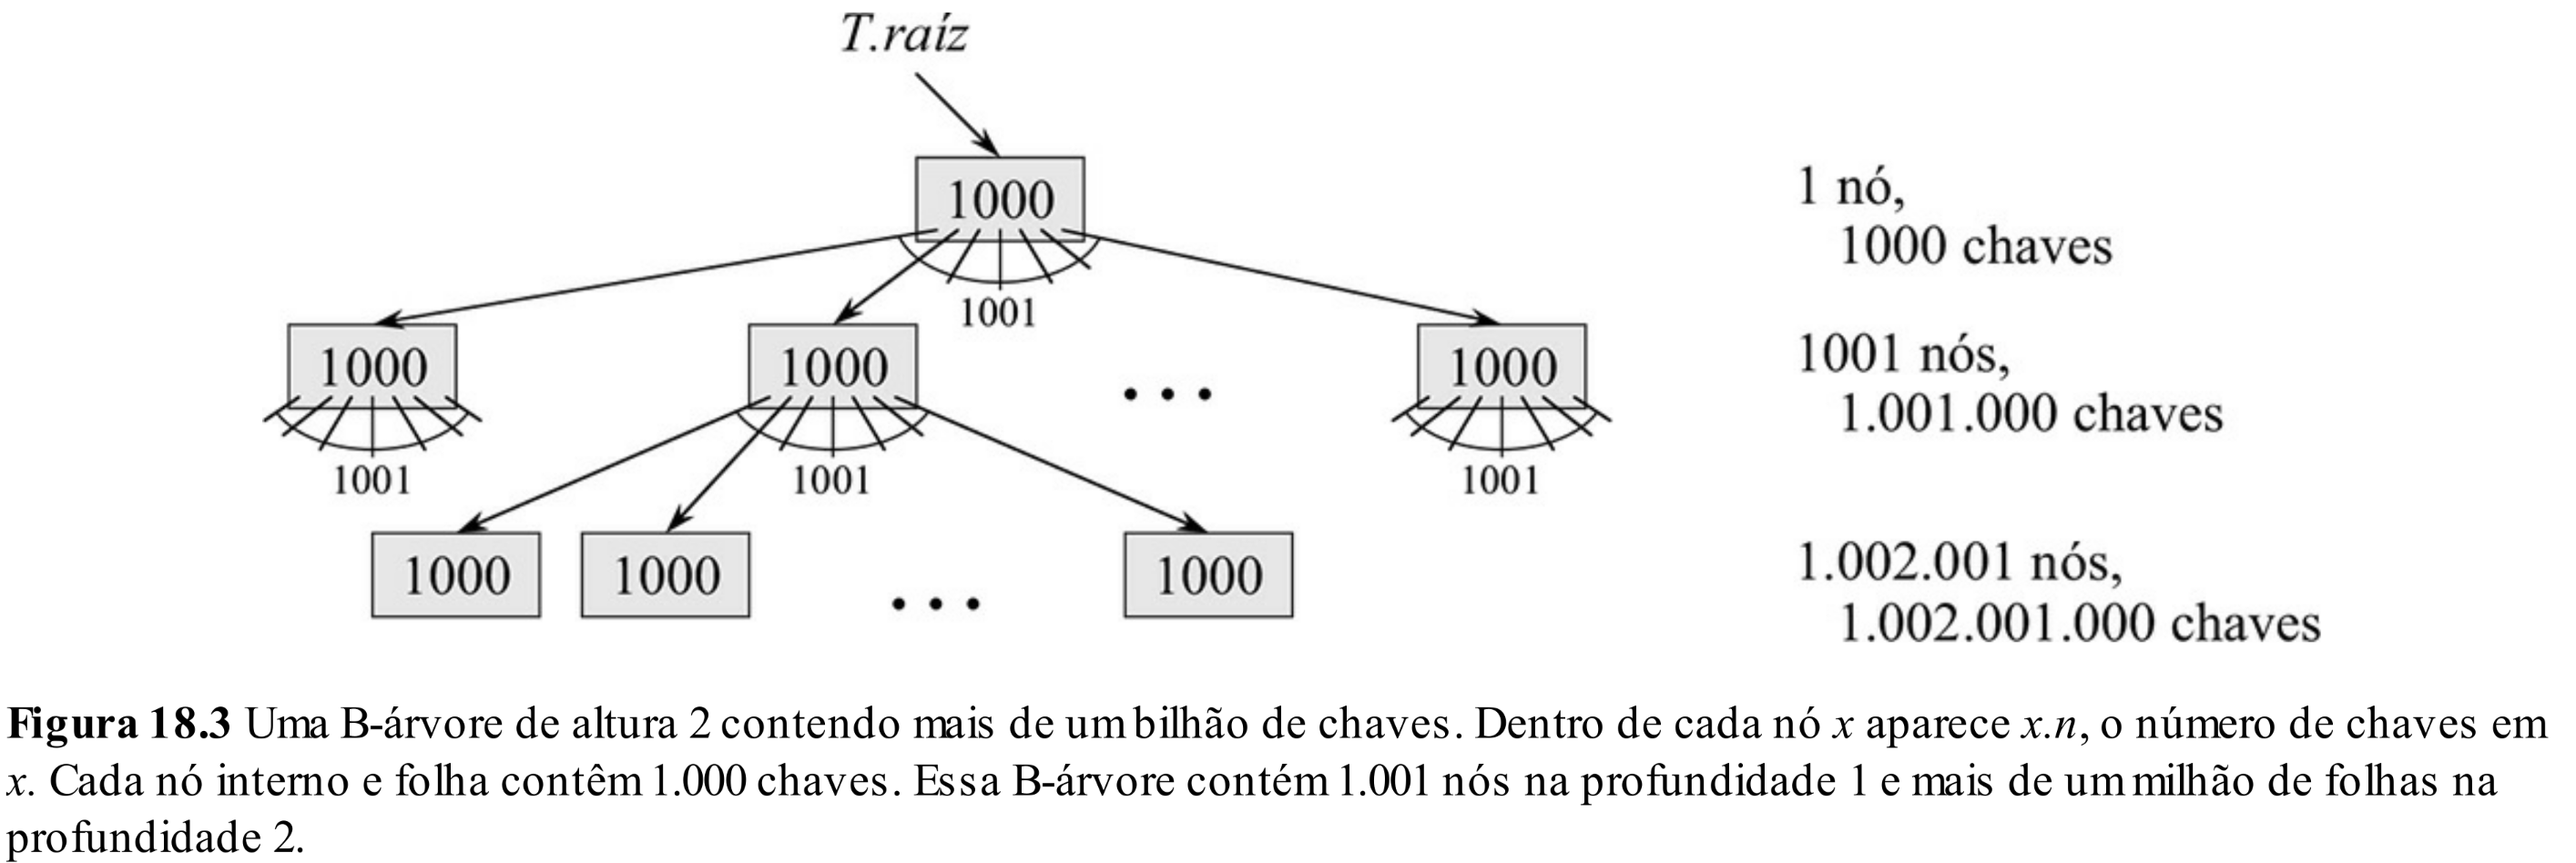 T.raíz
1000
1 nó,
1000 chaves
1001
1000
1000
1000
1001 nós,
1.001.000 chaves
1001
1001
1001
1000
1000
1000
1.002.001 nós,
1.002.001.000 chaves
Figura 18.3 Uma B-árvore de altura 2 contendo mais de um bilhão de chaves. Dentro de cada nó x aparece x.n, o número de chaves em
x. Cada nó interno e folha contêm 1.000 chaves. Essa B-árvore contém 1.001 nós na profundidade 1 e mais de um milhão de folhas na
profundidade 2.